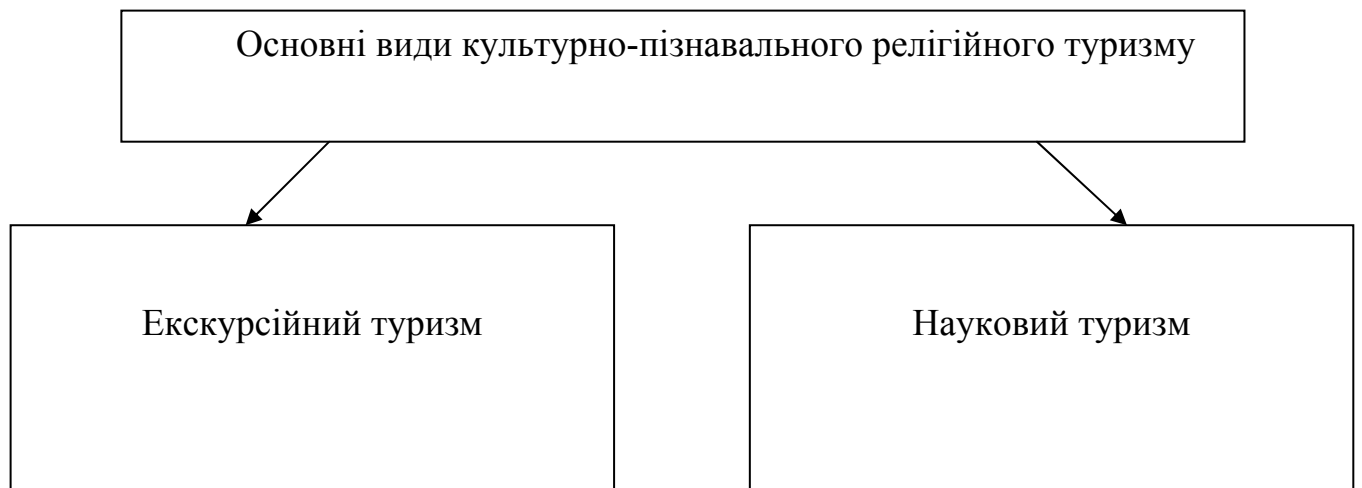 Основні види культурно-пізнавального релігійного туризму
Екскурсійний туризм
Науковий туризм